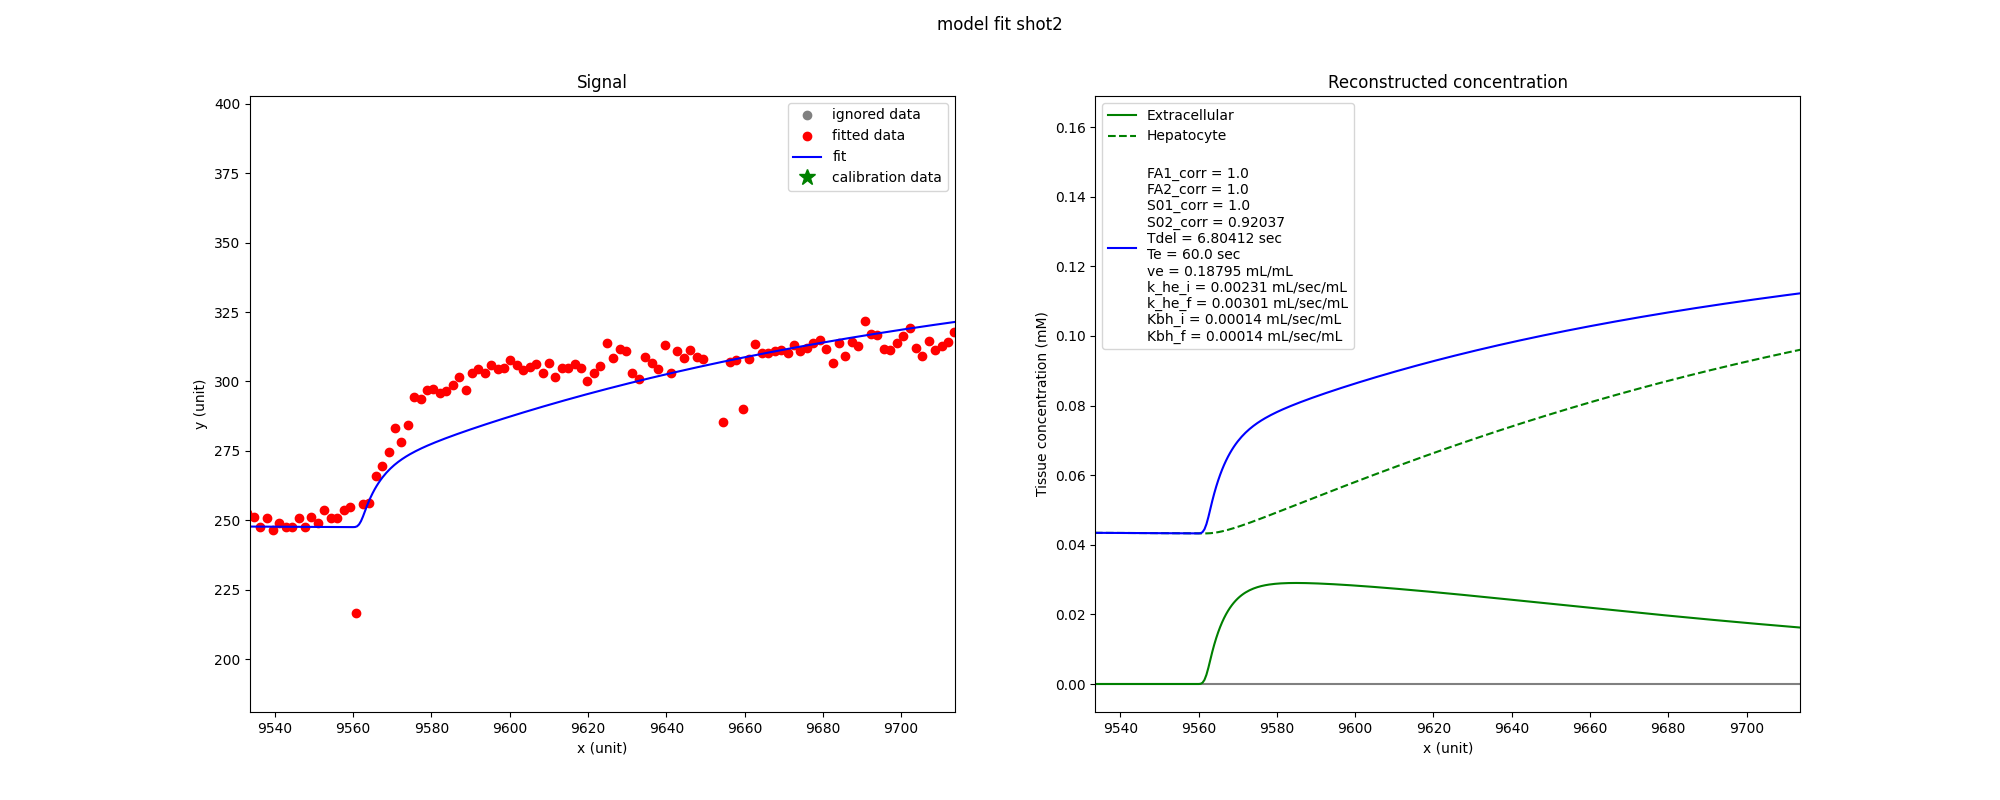 model fit shot2
Signal
400
375
350
325
300
275
250
225
200
y (unit)
9540 9560 9580 9600 9620 9640 9660 9680 9700
x (unit)
ignored data
fitted data
fit
calibration data
Reconstructed concentration
0.16
0.14
0.12
0.10
0.08
0.06
0.04
0.02
0.00
Tissue concentration (mM)
9540 9560 9580 9600 9620 9640 9660 9680 9700
x (unit)
Extracellular
Hepatocyte
FA1_corr = 1.0
FA2_corr = 1.0
S01_corr = 1.0
S02_corr = 0.92037
Tdel = 6.80412 sec
Te = 60.0 sec
ve = 0.18795 mL/mL
k_he_i = 0.00231 mL/sec/mL
k_he_f = 0.00301 mL/sec/mL
Kbh_i = 0.00014 mL/sec/mL
Kbh_f = 0.00014 mL/sec/mL